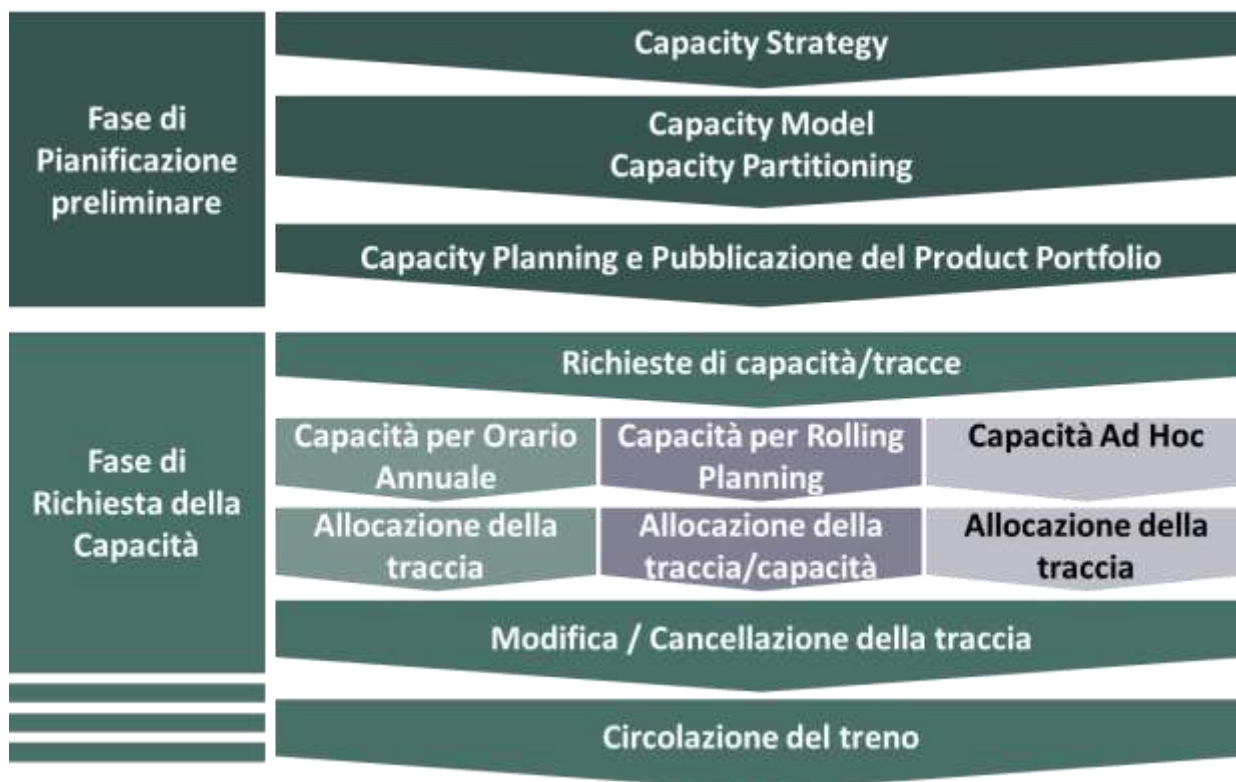 Fase di
Pianificazione
preliminare
Capacity Strategy
Capacity Model
Capacity Partitioning
Capacity Planning e Pubblicazione del Product Portfolio
Fase di
Richiesta della
Capacità
Richieste di capacità/tracce
Capacità per Orario
Annuale
Capacità per Rolling
Planning
Capacità Ad Hoc
Allocazione della
traccia
Allocazione della
traccia/capacità
Allocazione della
traccia
Modifica / Cancellazione della traccia
Circolazione del treno